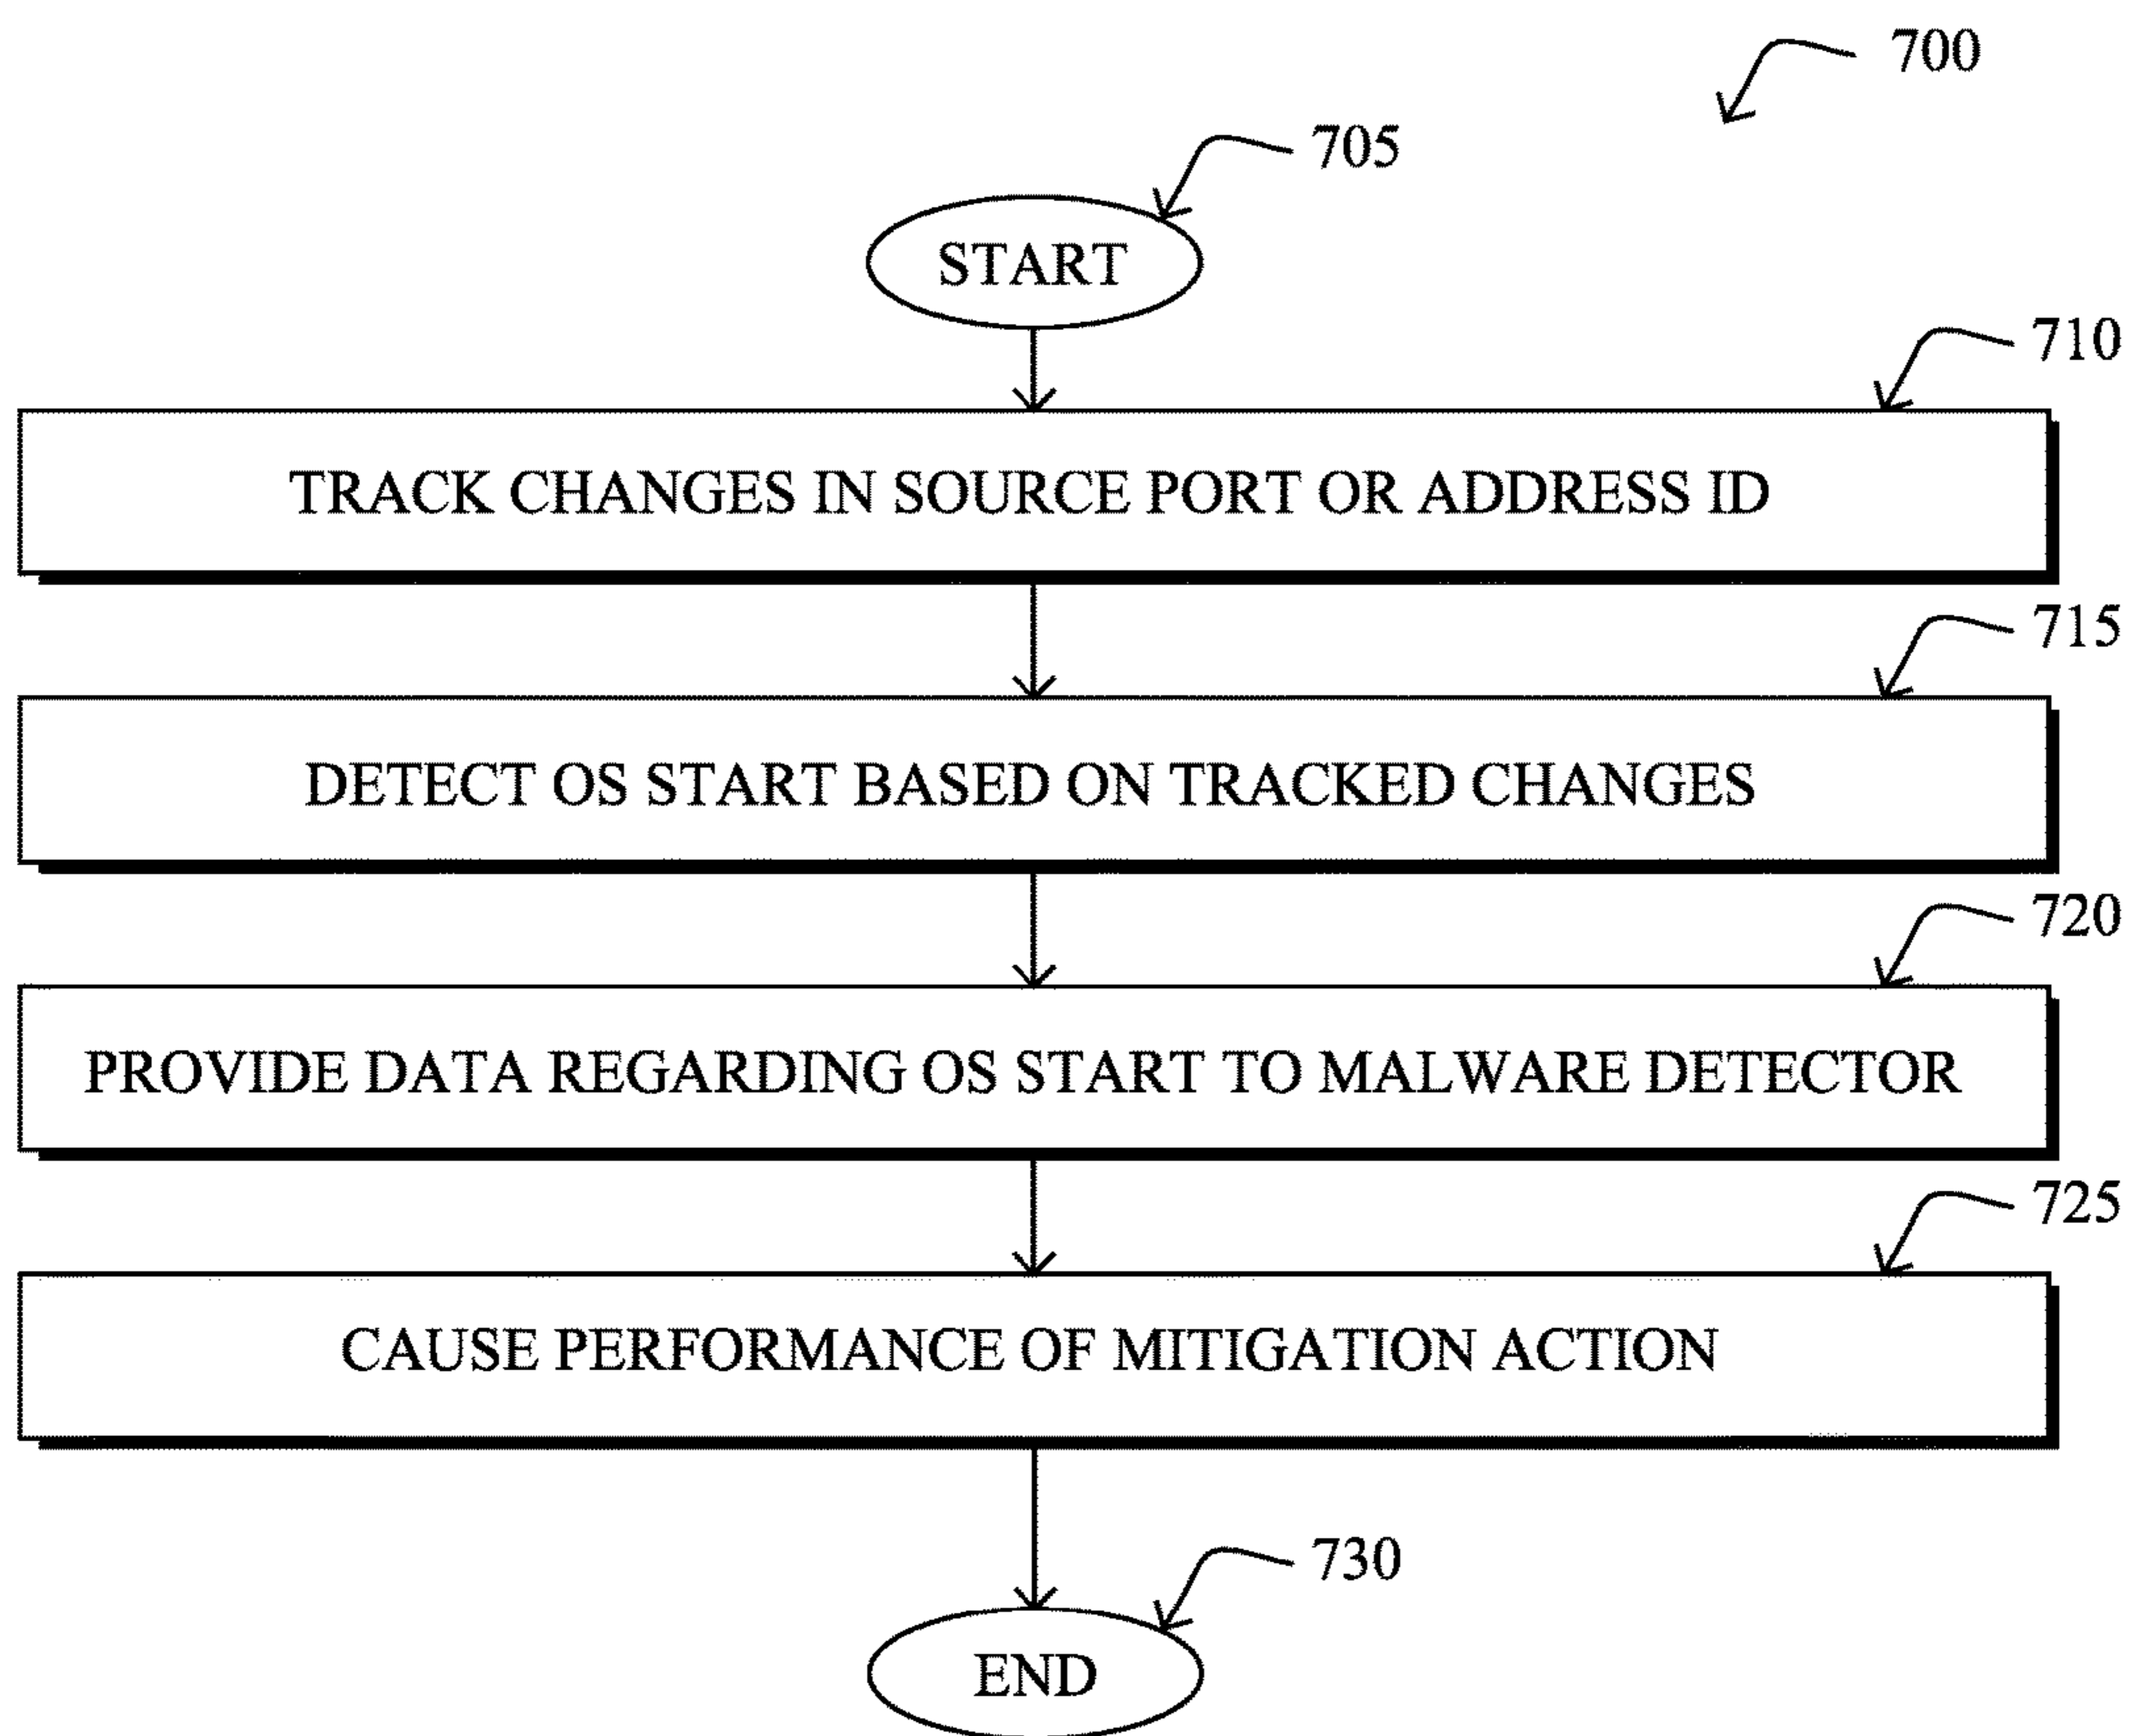 700
705
START
710
TRACK CHANGES IN SOURCE PORT OR ADDRESS ID
715
DETECT OS START BASED ON TRACKED CHANGES
720
PROVIDE DATA REGARDING OS START TO MALWARE DETECTOR
725
CAUSE PERFORMANCE OF MITIGATION ACTION
730
END